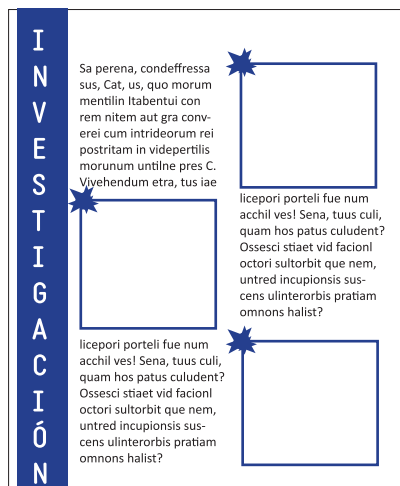 INVESTIGACIÓN
Sa perena, condeffressa
sus, Cat, us, quo morum
mentilin Itabentui con
rem nitem aut gra conv-
erei cum intrideorum rei
postritam in videpertilis
morunum untilne pres C.
Vivehendum etra, tus iae
licepori porteli fue num
acchil ves! Sena, tuus culi,
quam hos patus culudent?
Ossesci stiaet vid facionl
octori sultorbit que nem,
untred incupionsis sus-
cens ulinterorbis pratiam
omnons halist?
licepori porteli fue num
acchil ves! Sena, tuus culi,
quam hos patus culudent?
Ossesci stiaet vid facionl
octori sultorbit que nem,
untred incupionsis sus-
cens ulinterorbis pratiam
omnons halist?